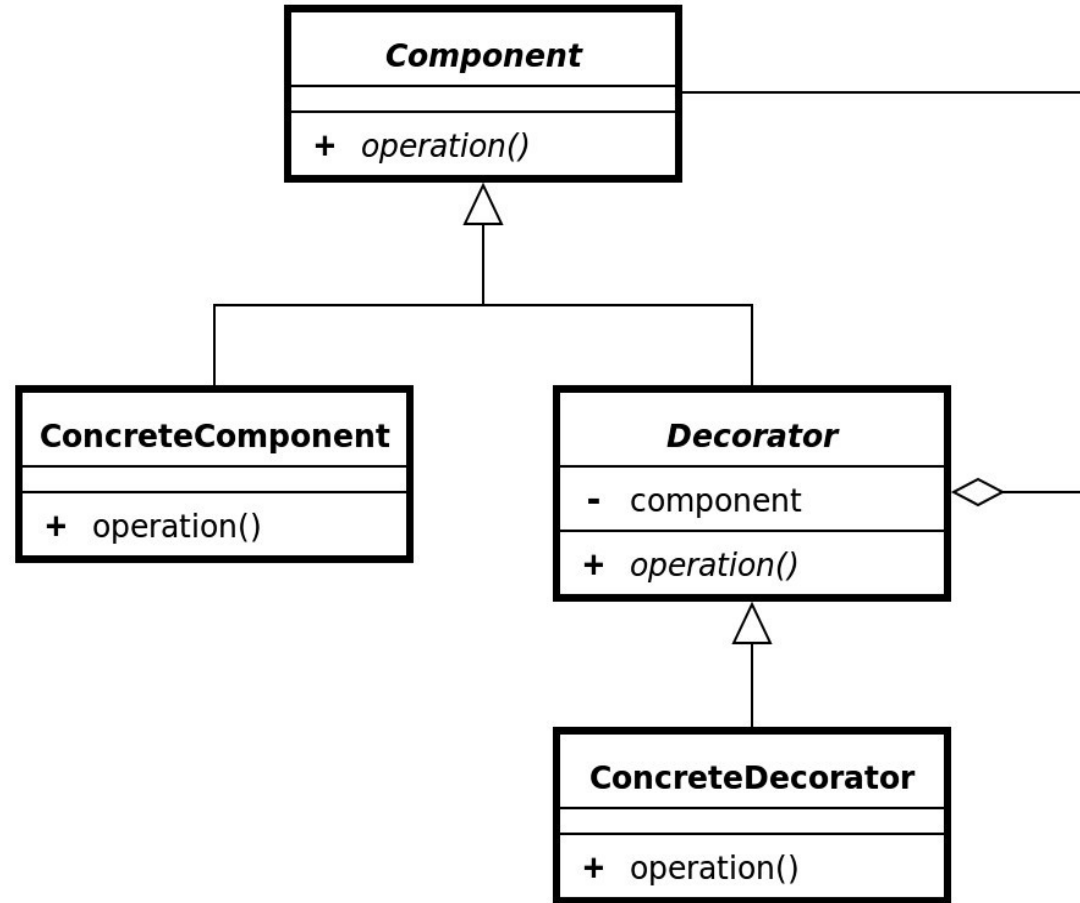 Component
+ operation()
ConcreteComponent
+ operation()
Decorator
- component
+ operation()
ConcreteDecorator
+ operation()